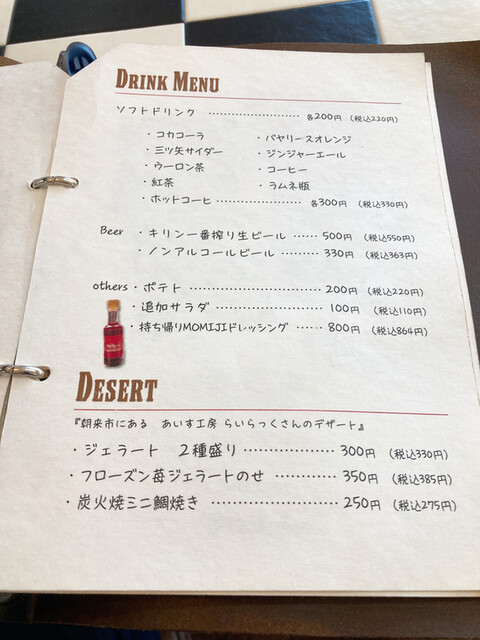 DRINK MENU
ソフトドリンク ........................ 各200円 (税込220円)
・コカコーラ ・バヤリースオレンジ
・三ツ矢サイダー ・ジンジャーエール
・ウーロン茶 ・コーヒー
・紅茶 ・ラムネ瓶
・ホットコーヒ ........................ 各300円 (税込330円)
Beer ・キリン一番搾り生ビール ...... 500円 (税込550円)
・ノンアルコールビール ......... 330円 (税込363円)
others ・ポテト ........................ 200円 (税込220円)
・追加サラダ ........................ 100円 (税込110円)
・持ち帰りMOMIJIドレッシング ...... 800円 (税込864円)
DESERT
『朝来市にある あいす工房 らいらっくさんのデザート』
・ジェラート 2種盛り ............... 300円 (税込330円)
・フローズン苺ジェラートのせ ......... 350円 (税込385円)
・炭火焼ミニ鯛焼き ..................... 250円 (税込275円)